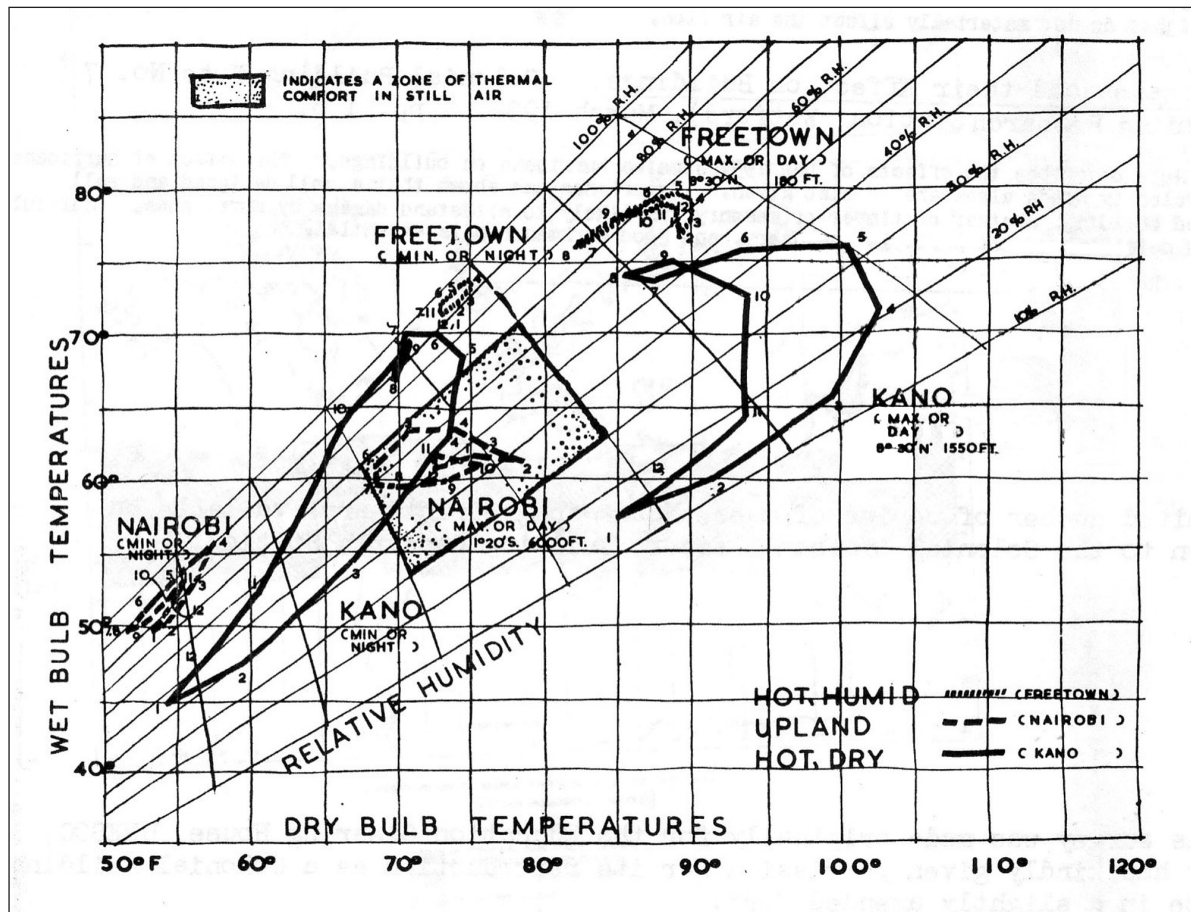 INDICATES A ZONE OF THERMAL
COMFORT IN STILL AIR
100% R.H.
80% R.H.
60% R.H.
40% R.H.
30% R.H.
20% RH
10% R.H.
FREETOWN
(MAX. OR DAY)
8° 30'N. 180 FT.
FREETOWN
(MIN. OR NIGHT)
KANO
(MAX. OR
DAY)
8° 30'N 1550FT.
NAIROBI
(MAX. OR DAY)
1° 20'S. 6000FT.
NAIROBI
(MIN OR
NIGHT)
KANO
(MIN OR
NIGHT)
RELATIVE HUMIDITY
WET BULB TEMPERATURES
80°
70°
60°
50°
40°
HOT, HUMID (FREETOWN)
UPLAND (NAIROBI)
HOT, DRY (KANO)
DRY BULB TEMPERATURES
50°F 60° 70° 80° 90° 100° 110° 120°